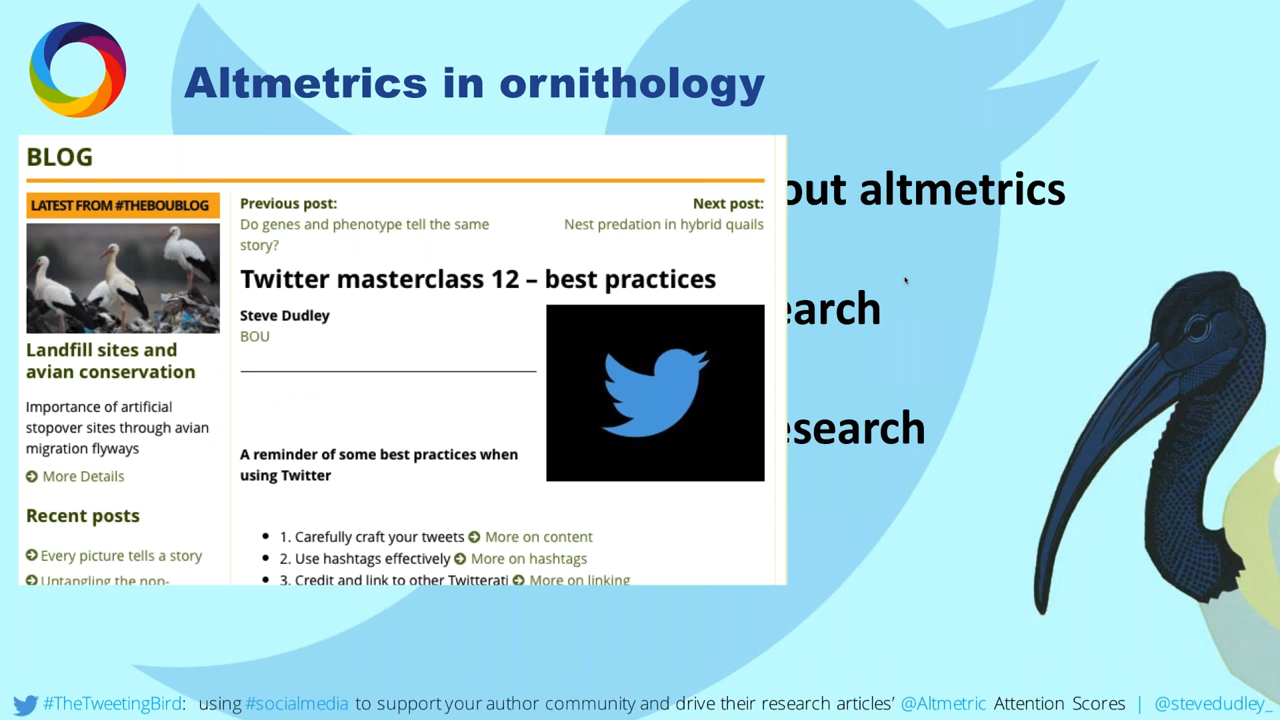 Altmetrics in ornithology
BLOG
LATEST FROM #THEBOUBLOG
Landfill sites and
avian conservation
Importance of artificial
stopover sites through avian
migration flyways
More Details
Recent posts
Every picture tells a story
Untangling the non-
Previous post:
Do genes and phenotype tell the same
story?
Next post:
Nest predation in hybrid quails
Twitter masterclass 12 – best practices
Steve Dudley
BOU
A reminder of some best practices when
using Twitter
• 1. Carefully craft your tweets More on content
• 2. Use hashtags effectively More on hashtags
• 3. Credit and link to other Twitterati More on linking
out altmetrics
earch
esearch
#TheTweetingBird: using #socialmedia to support your author community and drive their research articles’ @Altmetric Attention Scores | @stevedudley_